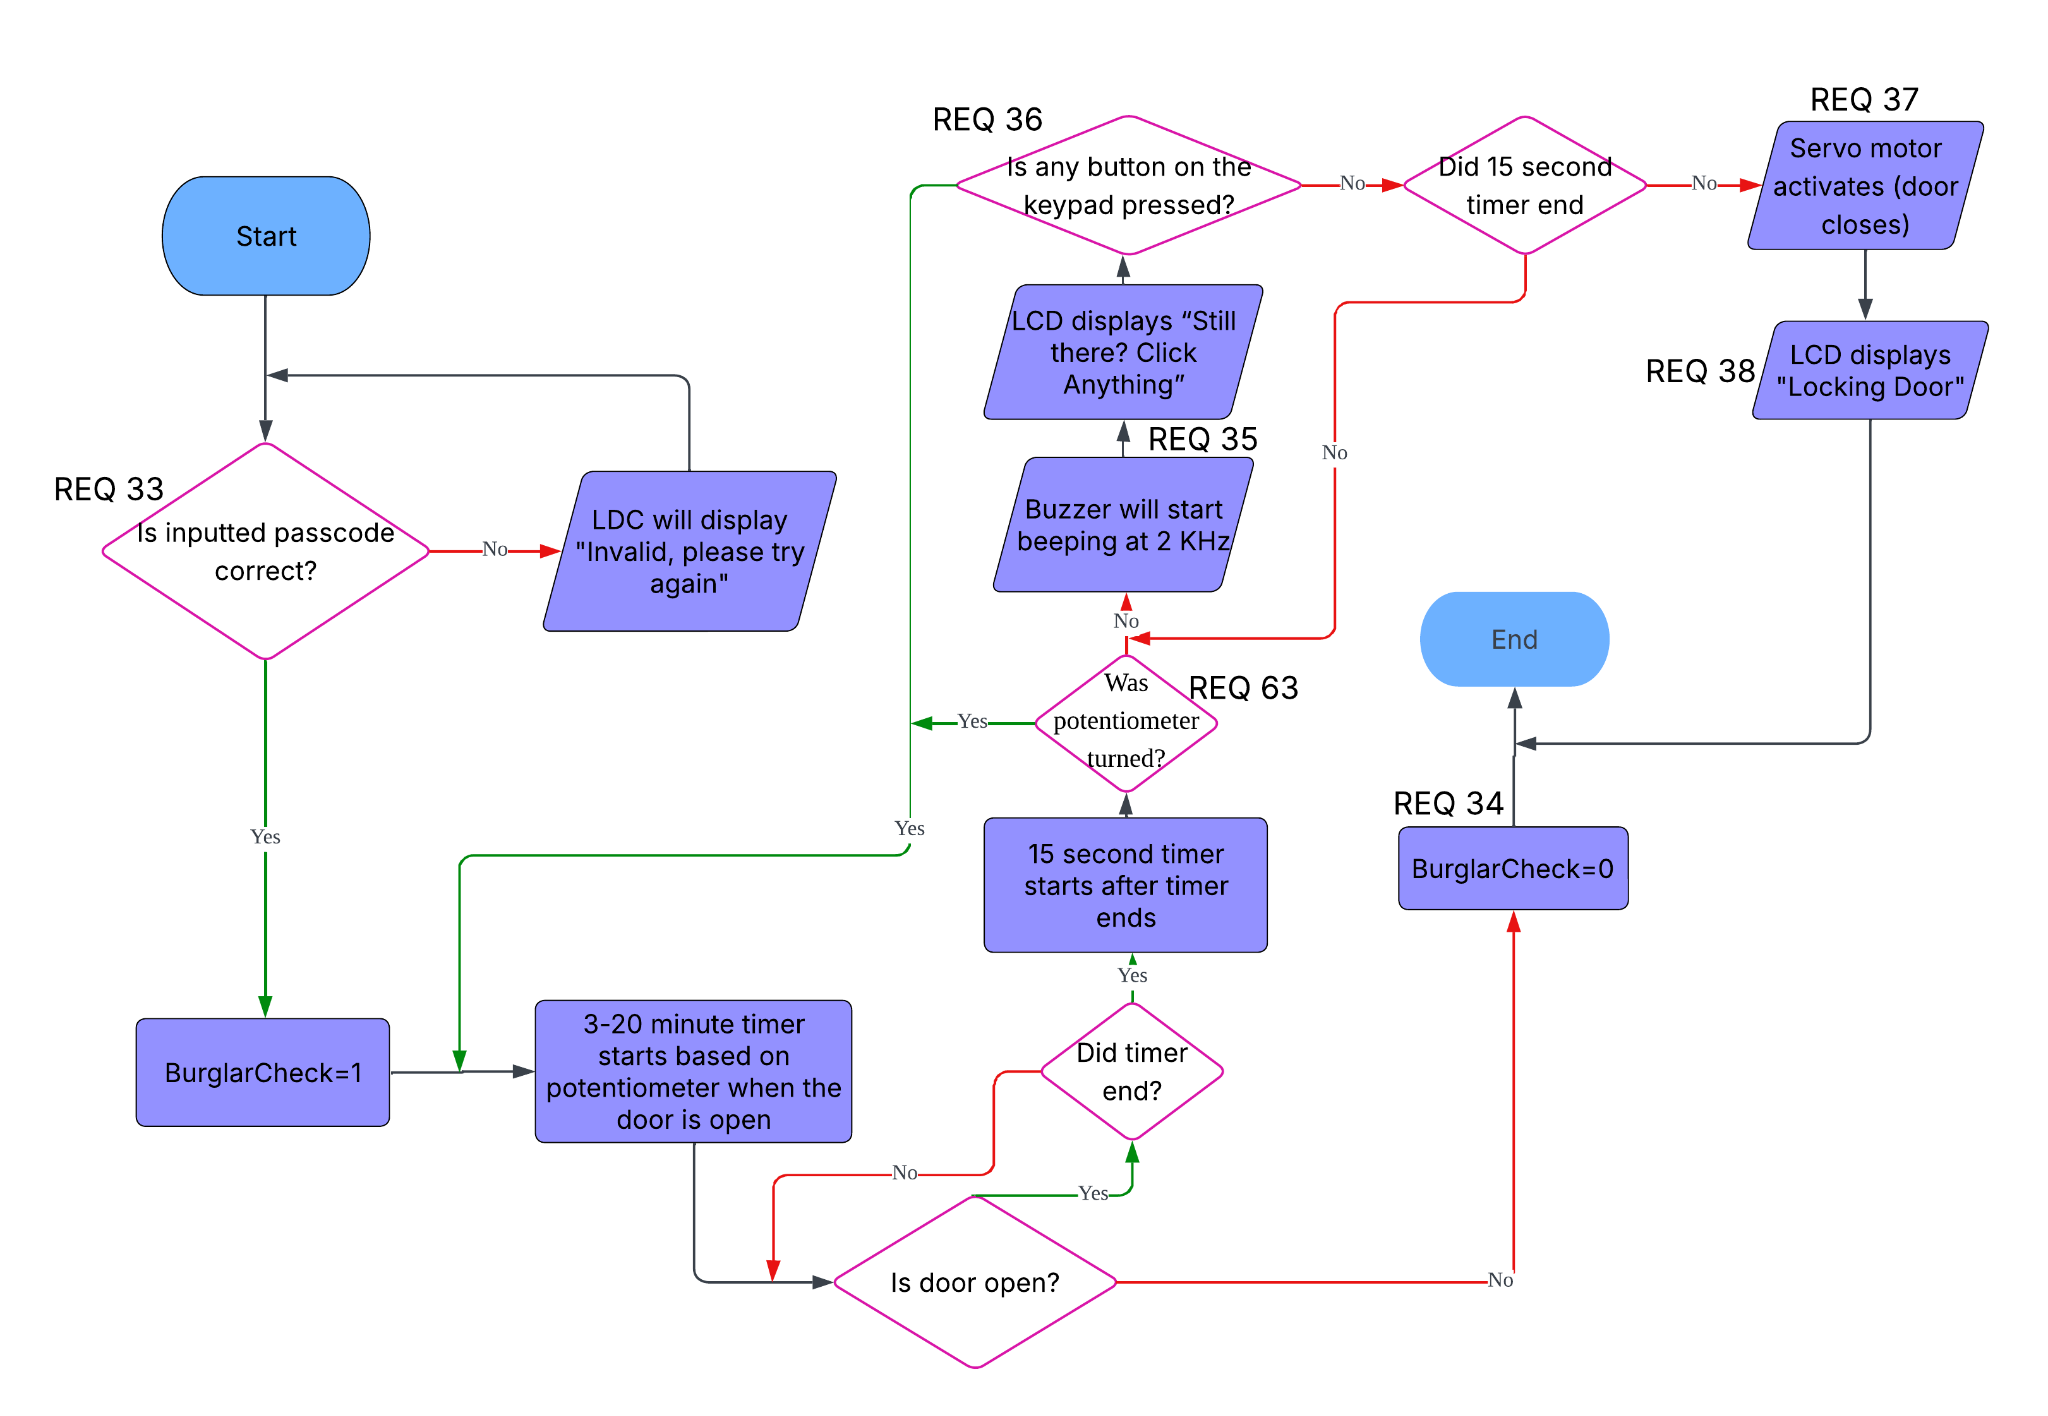 Start
REQ 33
Is inputted passcode
correct?
No
LDC will display
"Invalid, please try
again"
Yes
BurglarCheck=1
3-20 minute timer
starts based on
potentiometer when the
door is open
Is door open?
No
Yes
Did timer
end?
No
Yes
15 second timer
starts after timer
ends
REQ 63
Was
potentiometer
turned?
Yes
No
REQ 35
Buzzer will start
beeping at 2 KHz
LCD displays “Still
there? Click
Anything”
REQ 36
Is any button on the
keypad pressed?
Yes
No
Did 15 second
timer end
No
No
REQ 37
Servo motor
activates (door
closes)
REQ 38
LCD displays
"Locking Door"
REQ 34
BurglarCheck=0
End